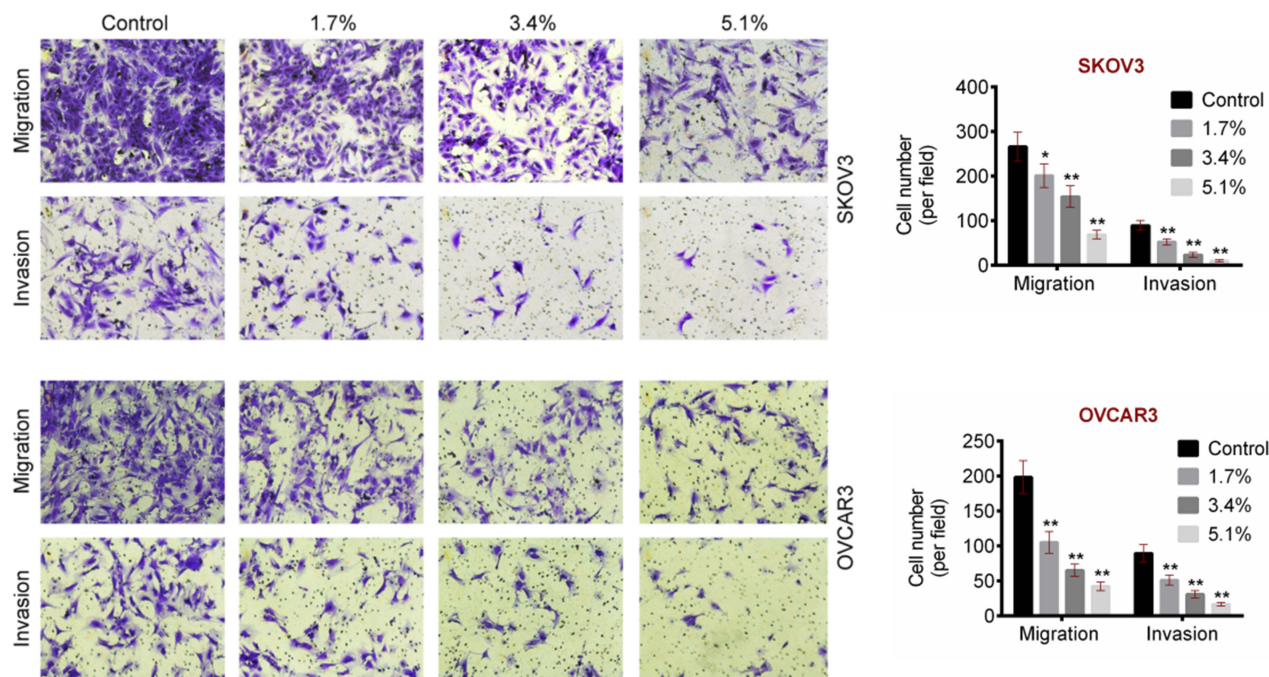 Control 1.7% 3.4% 5.1%
Migration
Invasion
SKOV3
Migration
Invasion
OVCAR3
SKOV3
400
300
200
100
0
Cell number
(per field)
Control
1.7%
3.4%
5.1%
* ** **
** ** **
Migration Invasion
OVCAR3
250
200
150
100
50
0
Cell number
(per field)
Control
1.7%
3.4%
5.1%
** ** **
** ** **
Migration Invasion